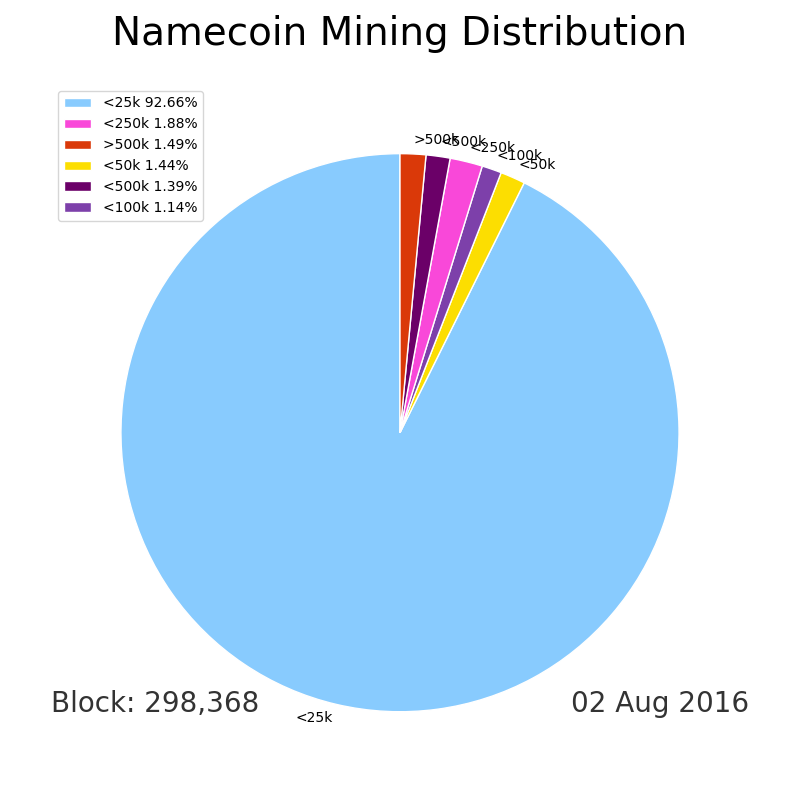 Namecoin Mining Distribution
<25k 92.66%
<250k 1.88%
>500k 1.49%
<50k 1.44%
<500k 1.39%
<100k 1.14%
>500k
<500k
<250k
<100k
<50k
<25k
Block: 298,368
02 Aug 2016